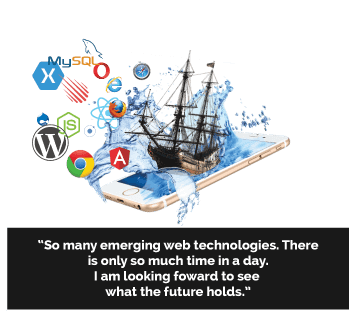 MySQL
JS
"So many emerging web technologies. There
is only so much time in a day.
I am looking foward to see
what the future holds."